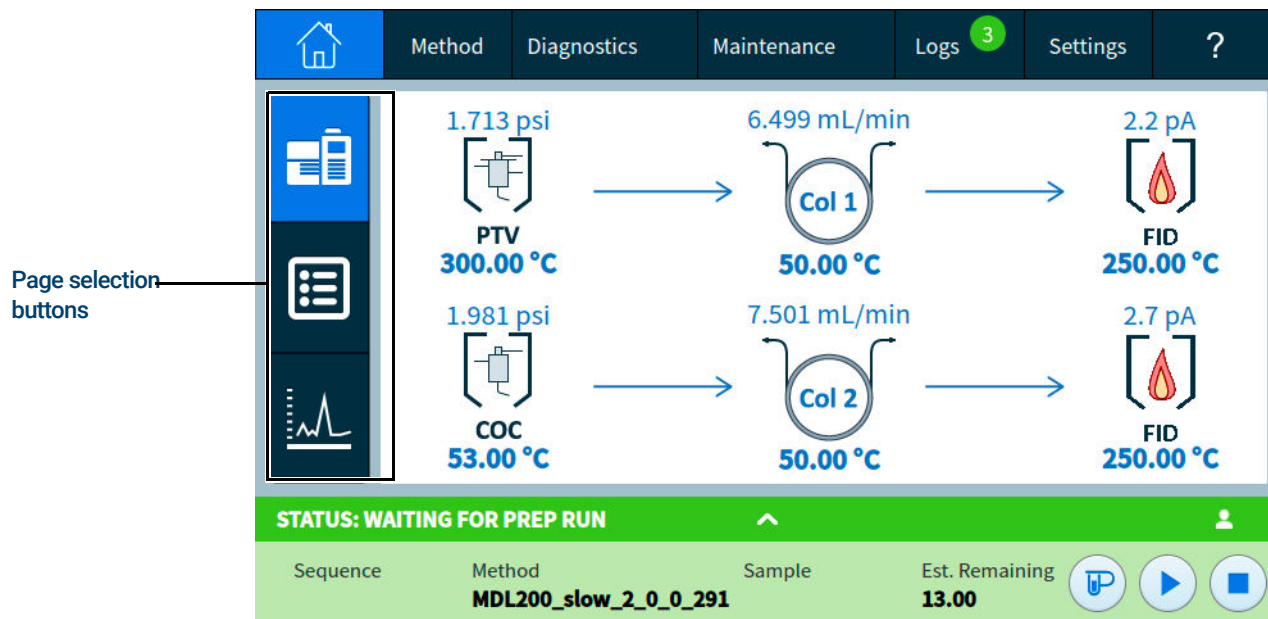 Method Diagnostics Maintenance Logs 3 Settings ?
1.713 psi 6.499 mL/min 2.2 pA
Col 1
PTV FID
300.00 °C 50.00 °C 250.00 °C
Page selection
buttons
1.981 psi 7.501 mL/min 2.7 pA
Col 2
COC FID
53.00 °C 50.00 °C 250.00 °C
STATUS: WAITING FOR PREP RUN
Sequence Method Sample Est. Remaining
MDL200_slow_2_0_0_291 13.00